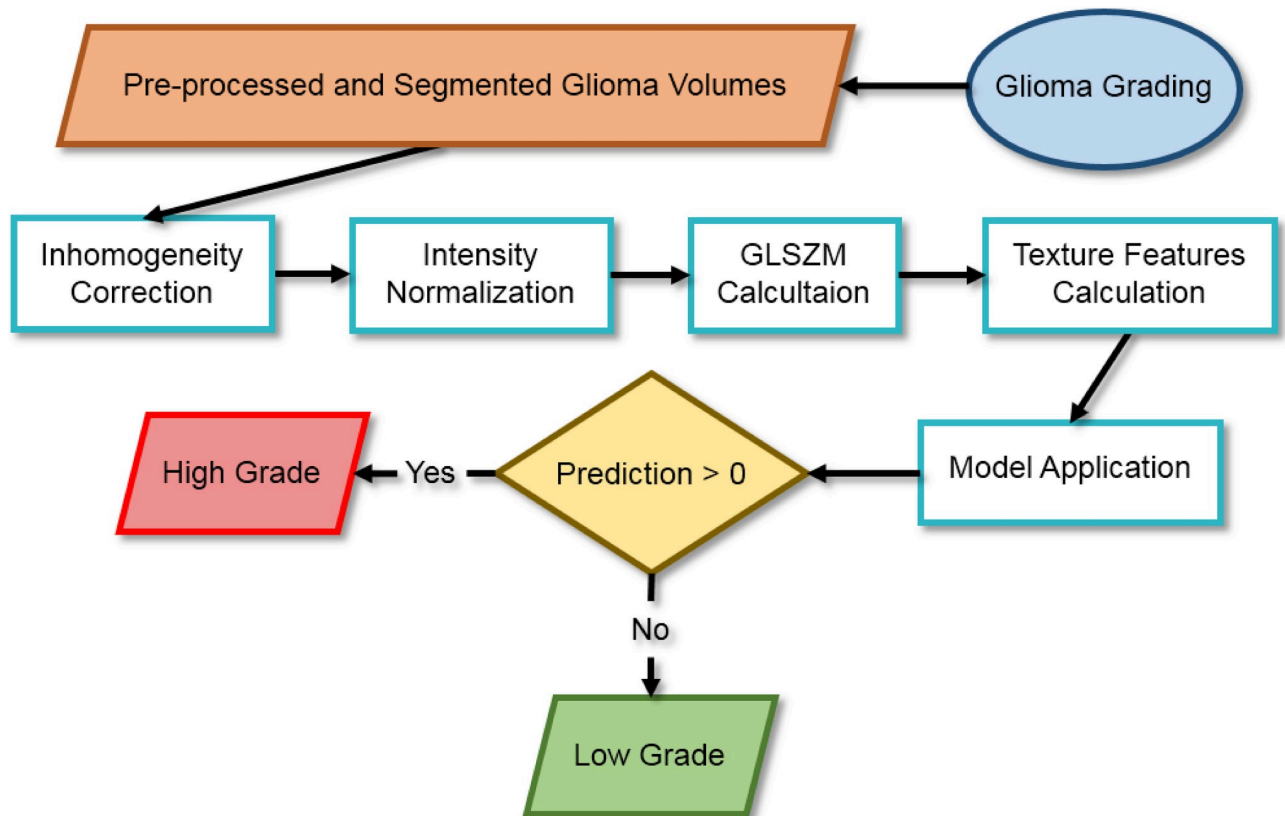 Pre-processed and Segmented Glioma Volumes
Glioma Grading
Inhomogeneity
Correction
Intensity
Normalization
GLSZM
Calcultaion
Texture Features
Calculation
High Grade
Yes
Prediction > 0
Model Application
No
Low Grade